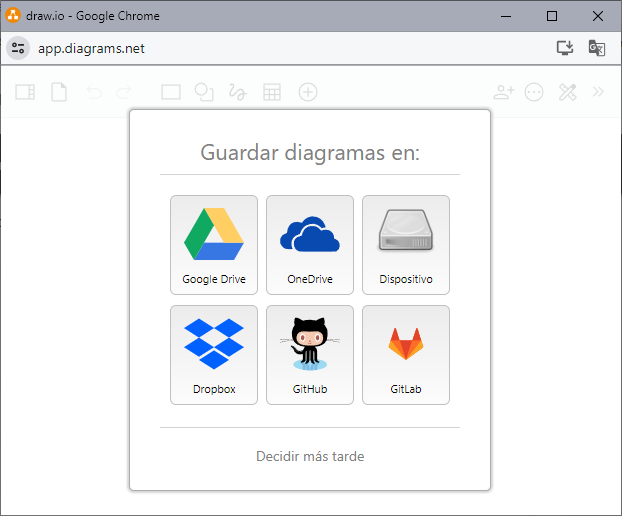 draw.io - Google Chrome
app.diagrams.net
Guardar diagramas en:
Google Drive
OneDrive
Dispositivo
Dropbox
GitHub
GitLab
Decidir más tarde